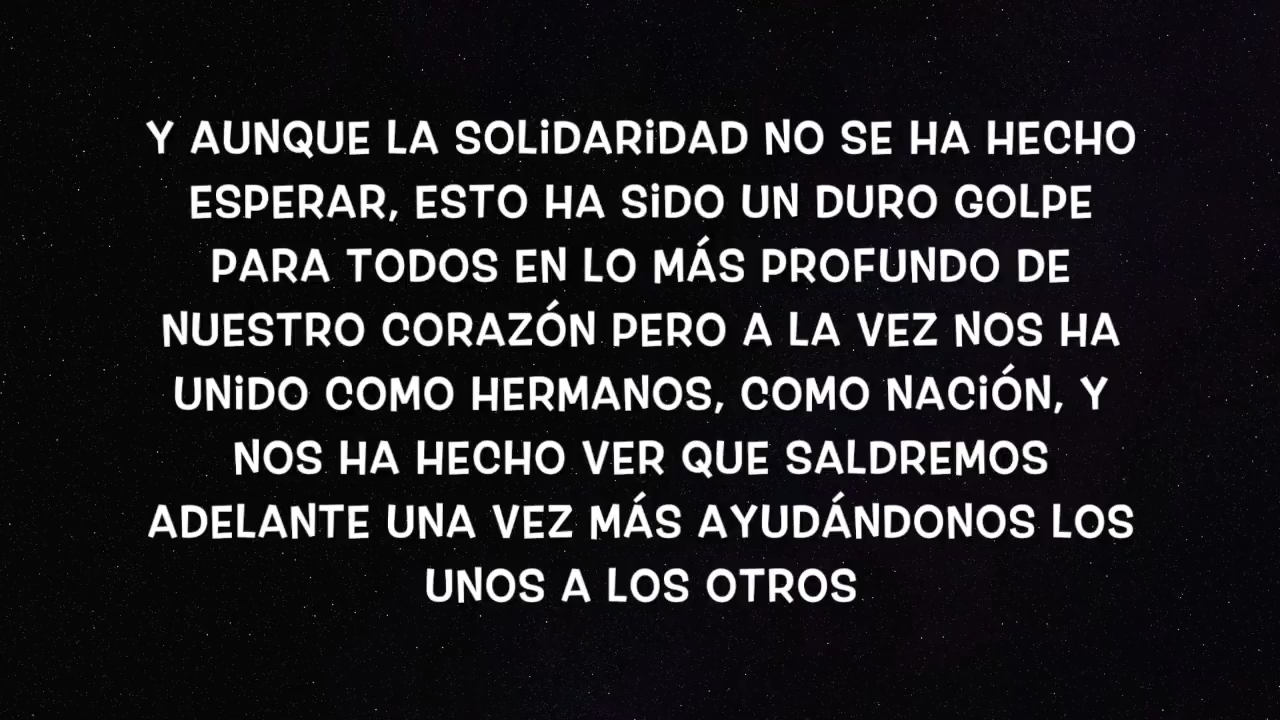 Y AUNQUE LA SOLiDARiDAD NO SE HA HECHO
ESPERAR, ESTO HA SiDO UN DURO GOLPE
PARA TODOS EN LO MÁS PROFUNDO DE
NUESTRO CORAZÓN PERO A LA VEZ NOS HA
UNiDO COMO HERMANOS, COMO NACiÓN, Y
NOS HA HECHO VER QUE SALDREMOS
ADELANTE UNA VEZ MÁS AYUDÁNDONOS LOS
UNOS A LOS OTROS